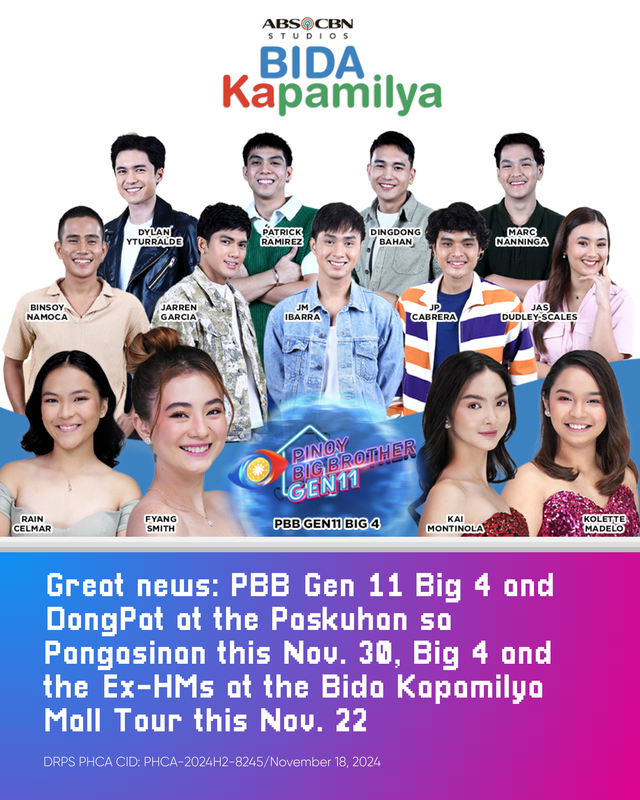 ABS CBN
STUDIOS
BIDA
Kapamilya
DYLAN
YTURRALDE
PATRICK
RAMIREZ
DINGDONG
BAHAN
MARC
NANNINGA
BINSOY
NAMOCA
JARREN
GARCIA
JM
IBARRA
JP
CABRERA
JAS
DUDLEY-SCALES
PINOY
BIG BROTHER
GEN11
RAIN
CELMAR
FYANG
SMITH
PBB GEN11 BIG 4
KAI
MONTINOLA
KOLETTE
MADELO
Great news: PBB Gen 11 Big 4 and
DongPat at the Paskuhan sa
Pangasinan this Nov. 30, Big 4 and
the Ex-HMs at the Bida Kapamilya
Mall Tour this Nov. 22
DRPS PHCA CID: PHCA-2024H2-8245/November 18, 2024